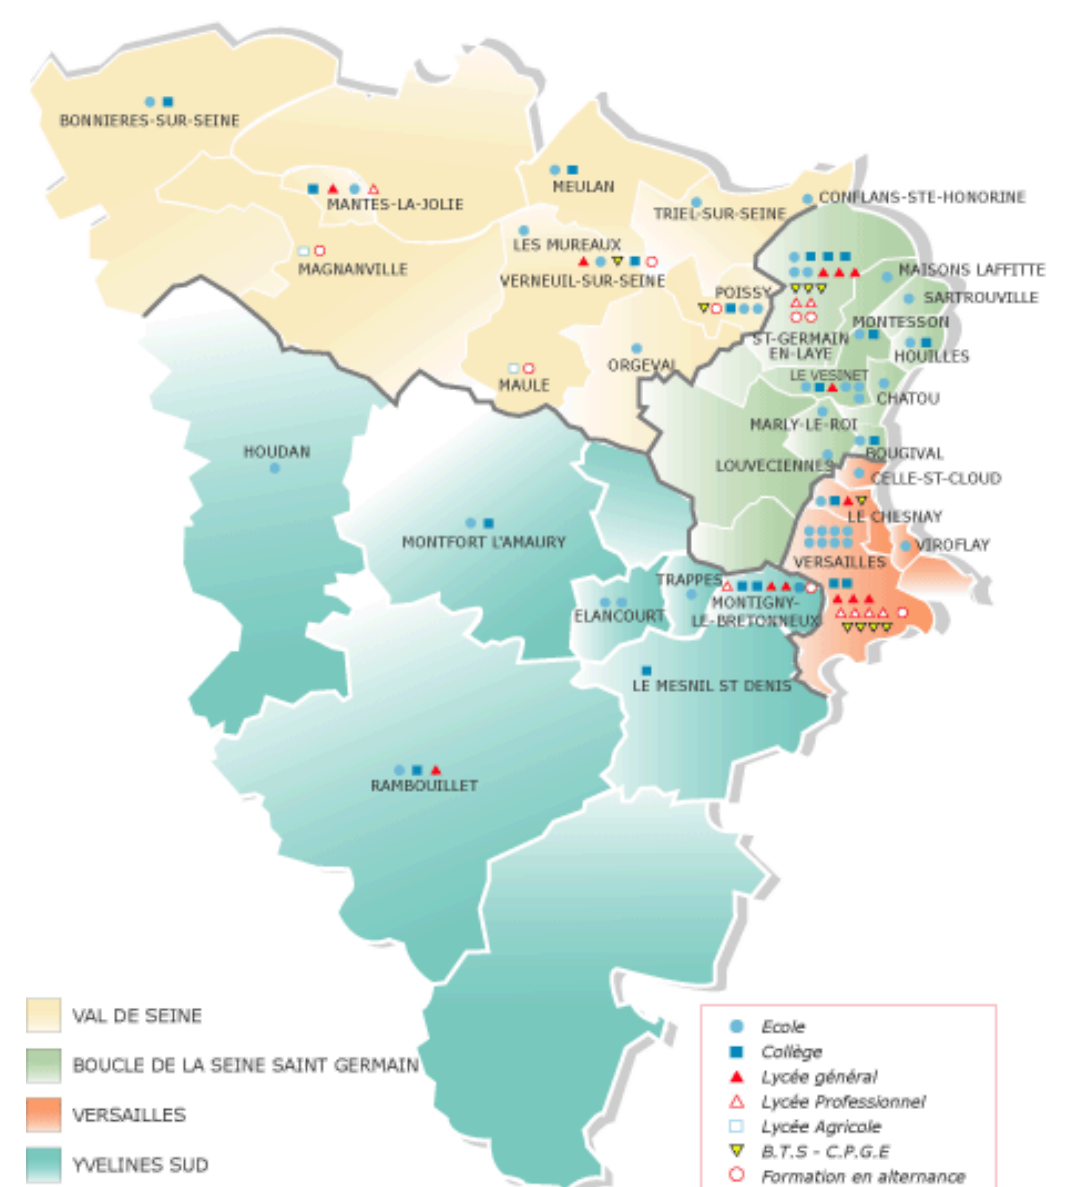 BONNIERES-SUR-SEINE
MEULAN
MANTES-LA-JOLIE
TRIEL-SUR-SEINE
CONFLANS-STE-HONORINE
LES MUREAUX
MAGNANVILLE
VERNEUIL-SUR-SEINE
MAISONS LAFFITTE
POISSY
SARTROUVILLE
MONTESSON
ST-GERMAIN
EN-LAYE
HOUILLES
ORGEVAL
LE VESINET
MAULE
CHATOU
MARLY-LE-ROI
HOUDAN
BOUGIVAL
LOUVECIENNES
CELLE-ST-CLOUD
LE CHESNAY
MONTFORT L'AMAURY
VIROFLAY
VERSAILLES
TRAPPES
MONTIGNY-
LE-BRETONNEUX
ELANCOURT
LE MESNIL ST DENIS
RAMBOUILLET
VAL DE SEINE
BOUCLE DE LA SEINE SAINT GERMAIN
VERSAILLES
YVELINES SUD
Ecole
Collège
Lycée général
Lycée Professionnel
Lycée Agricole
B.T.S - C.P.G.E
Formation en alternance